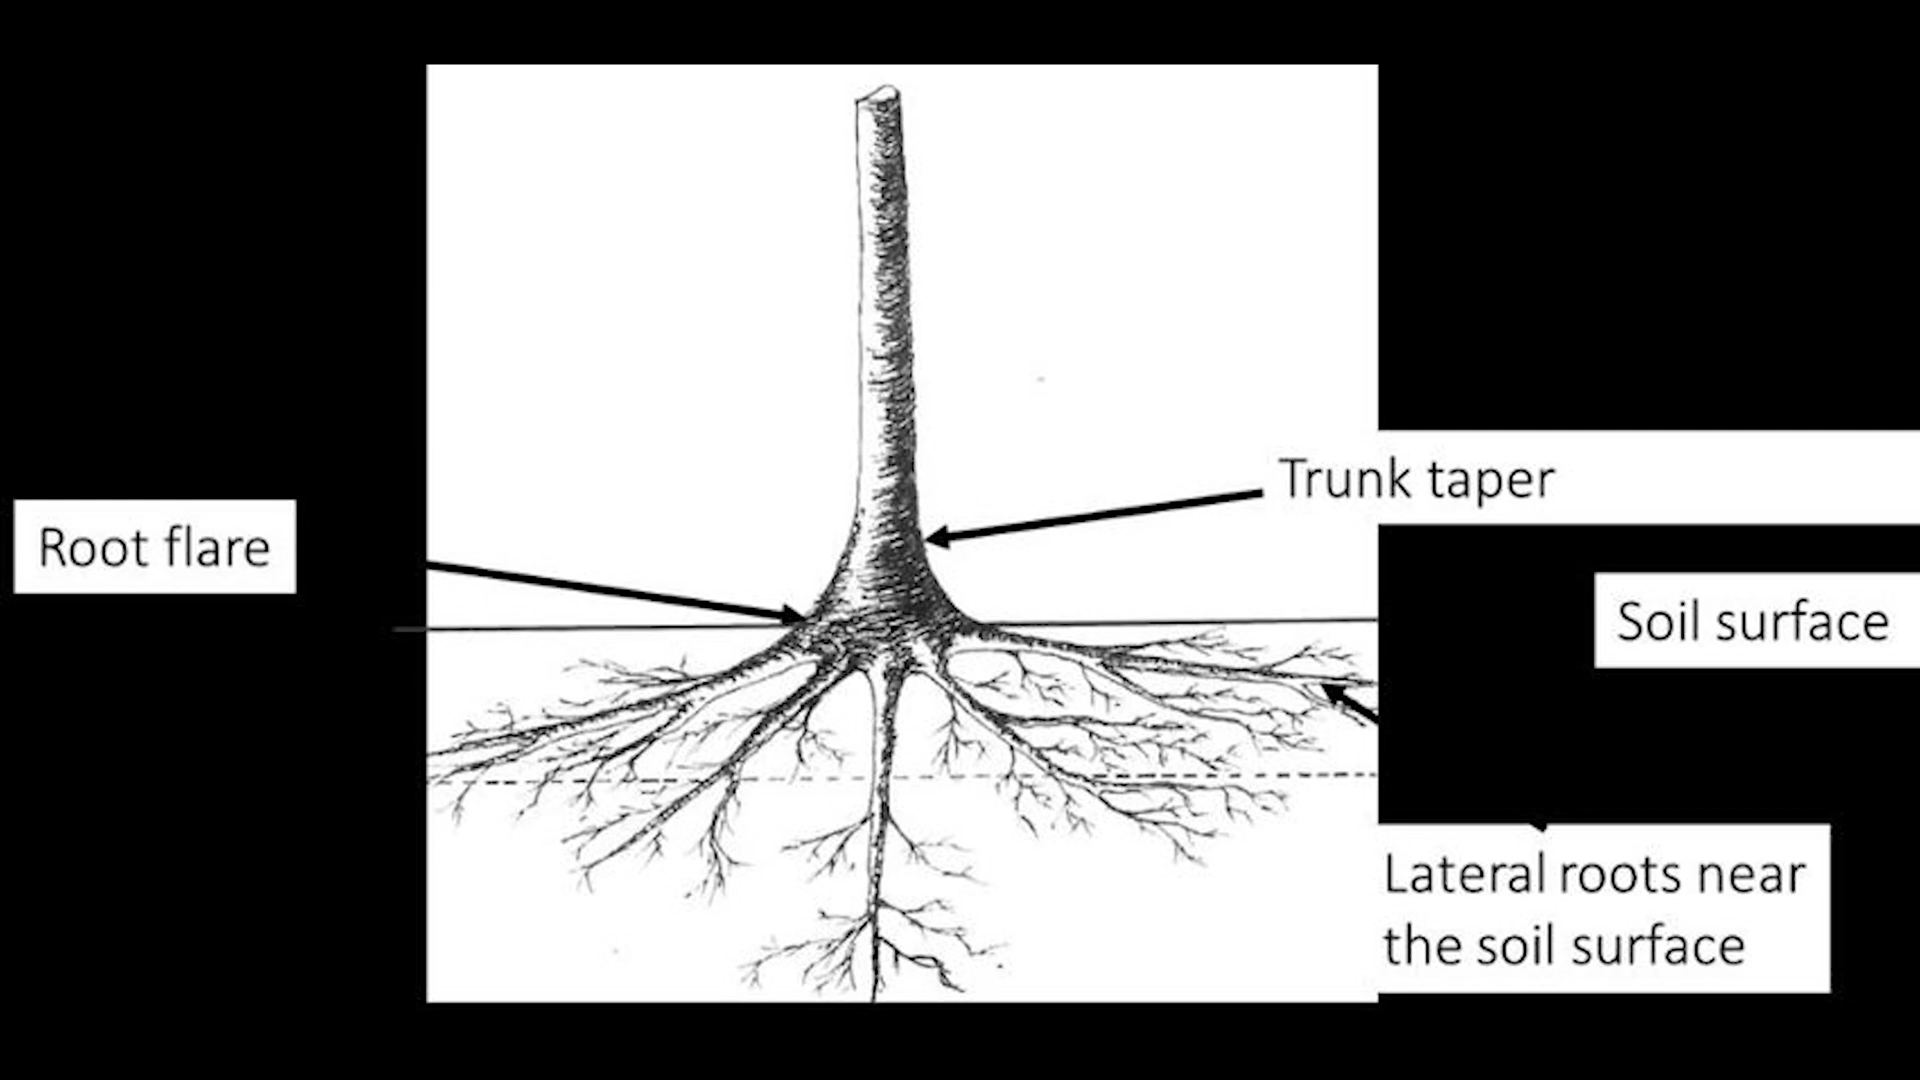 Trunk taper
Root flare
Soil surface
Lateral roots near
the soil surface